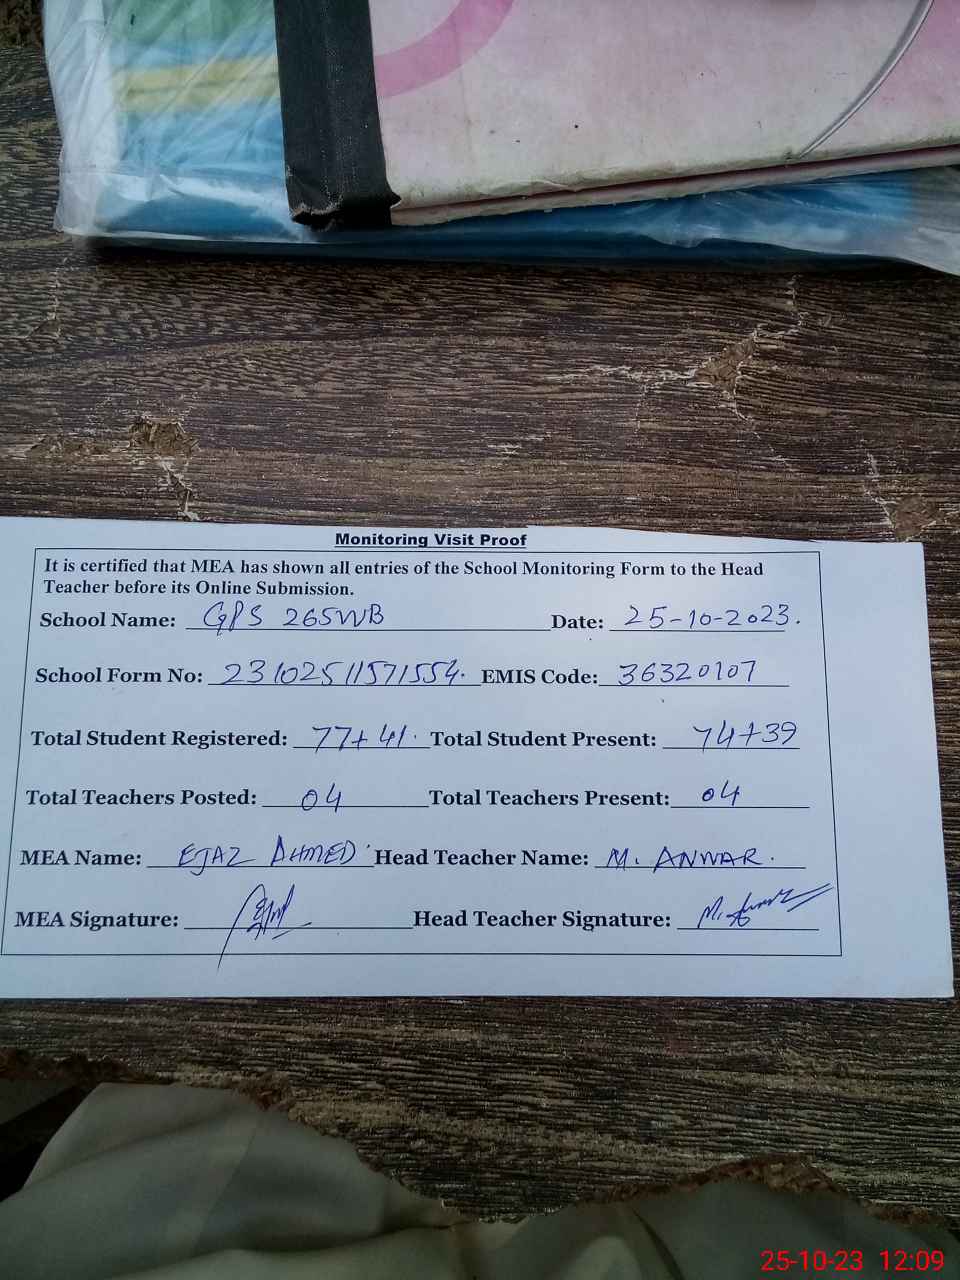 Monitoring Visit Proof
It is certified that MEA has shown all entries of the School Monitoring Form to the Head
Teacher before its Online Submission.
School Name: GPS 265WB Date: 25-10-2023.
School Form No: 23102511571554. EMIS Code: 36320107
Total Student Registered: 77+41. Total Student Present: 74+39
Total Teachers Posted: 04 Total Teachers Present: 04
MEA Name: EJAZ AHMED Head Teacher Name: M. ANWAR.
MEA Signature: Head Teacher Signature: M. Anwar
25-10-23 12:09